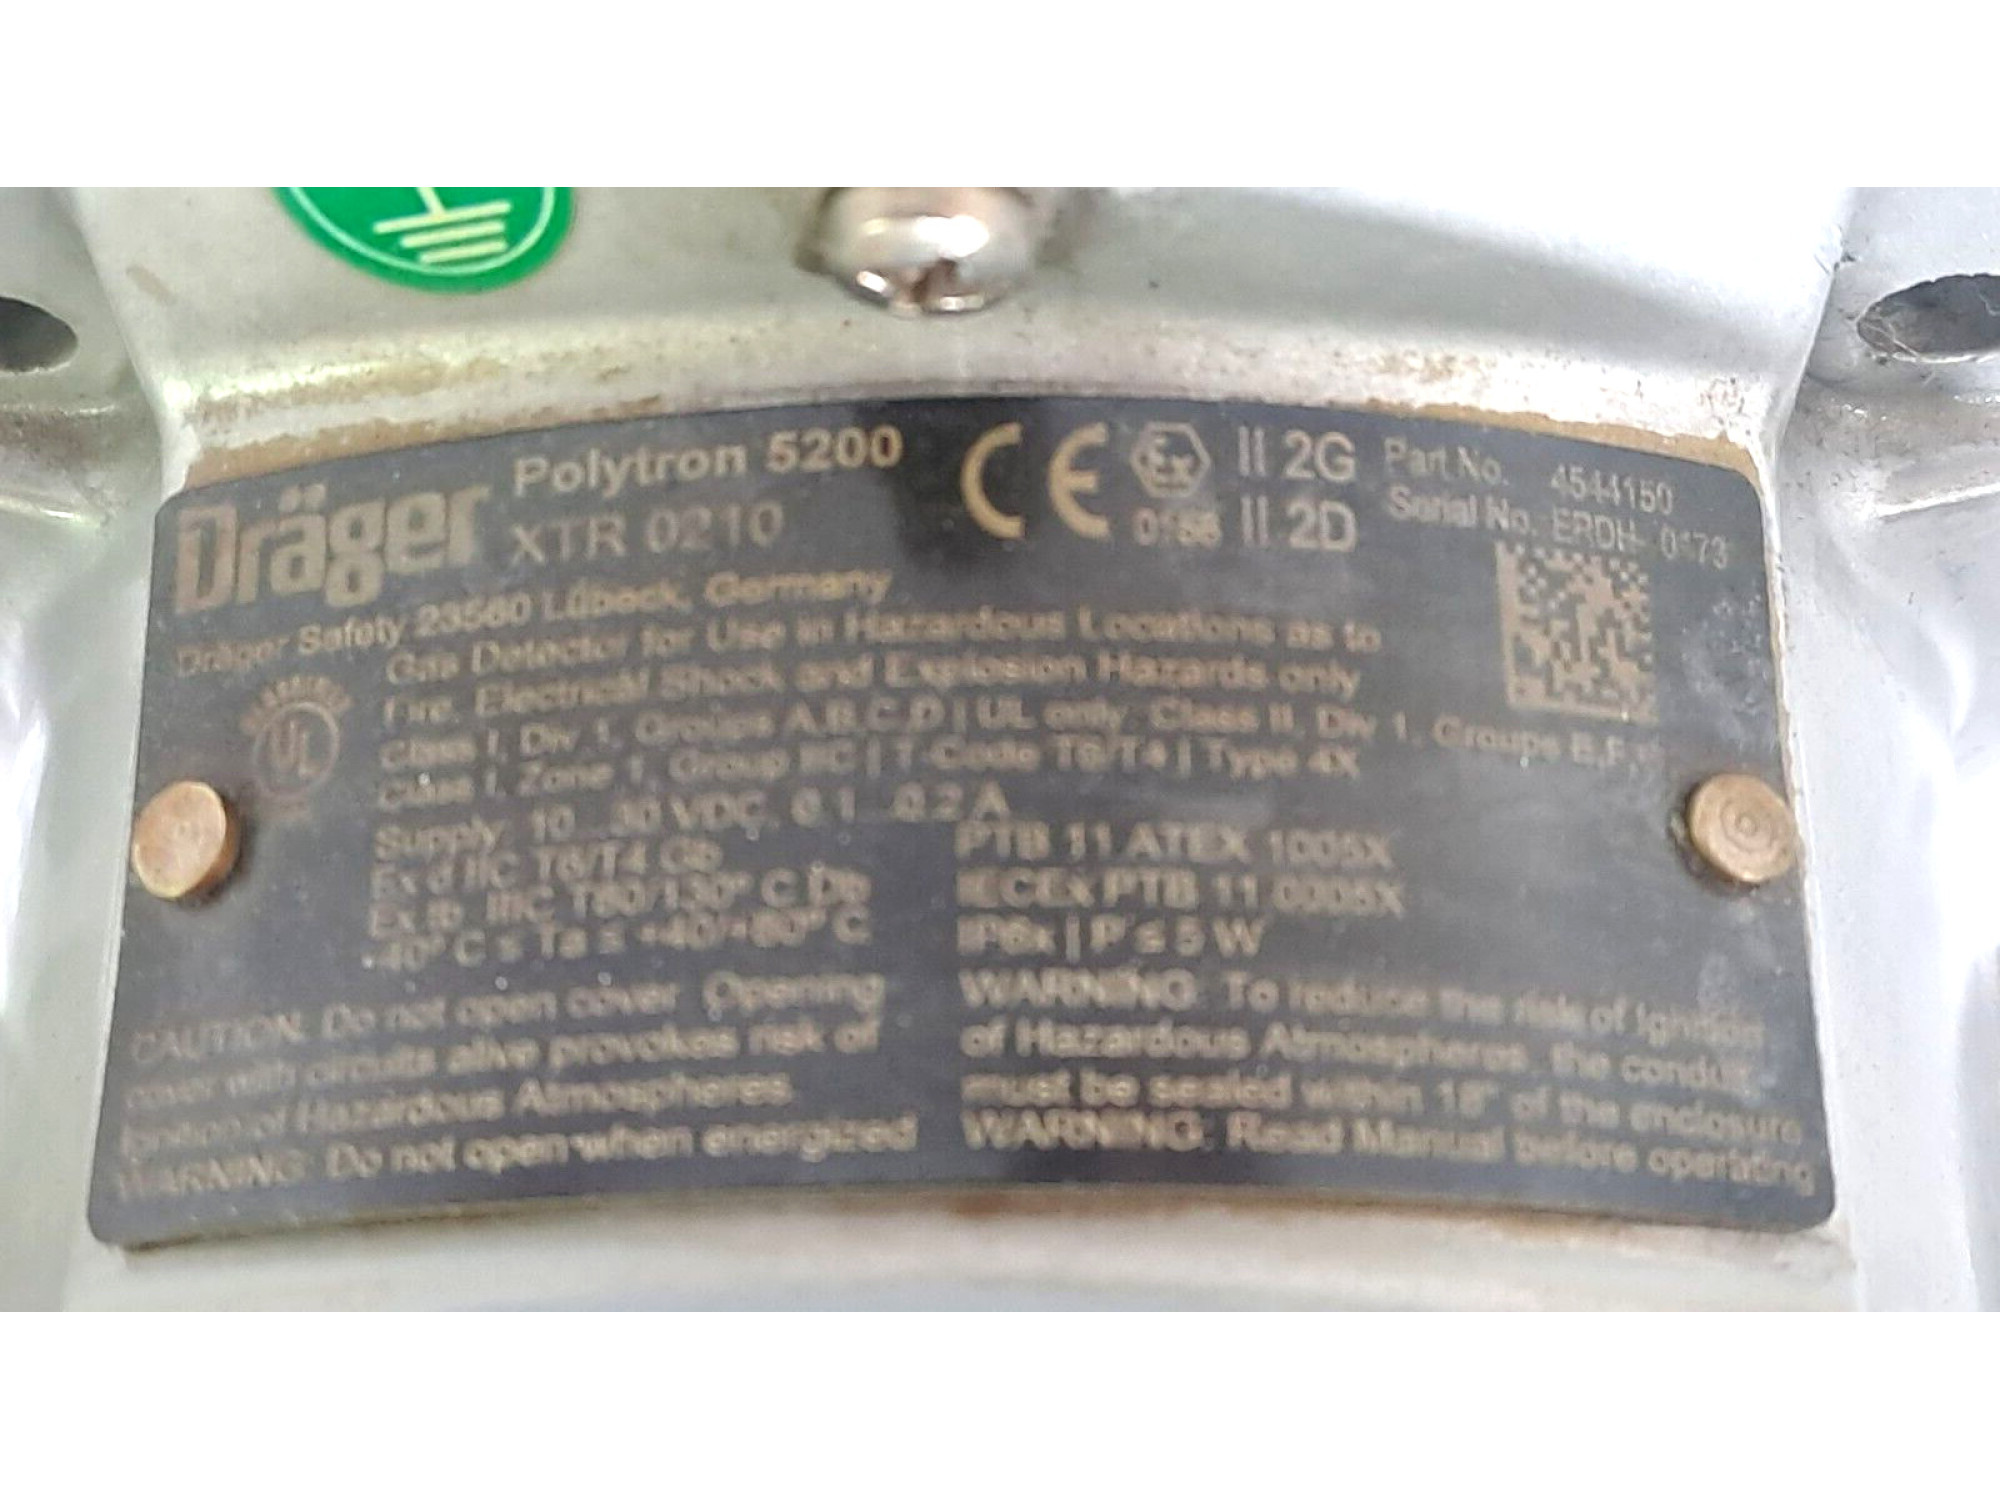 Dräger
Polytron 5200
XTR 0210
CE
Ex
II 2G
II 2D
Part No. 4544150
Serial No. ERDH-0173
Dräger Safety 23560 Lübeck, Germany
UL
Gas Detector for Use in Hazardous Locations as to
Fire, Electrical Shock and Explosion Hazards only
Class I, Div 1, Groups A,B,C,D | UL only: Class II, Div 1, Groups E,F,
Class I, Zone 1, Group IIC | T-Code T6/T4 | Type 4X
Supply: 10...30 VDC, 0.1...0.2 A
Ex d IIC T6/T4 Gb
Ex tb IIIC T80/130° C Db
-40° C ≤ Ta ≤ +40/+80° C
PTB 11 ATEX 1005X
IECEx PTB 11.0005X
IP6x | P ≤ 5 W
CAUTION: Do not open cover. Opening
cover with circuits alive provokes risk of
Ignition of Hazardous Atmospheres.
WARNING: Do not open when energized
WARNING: To reduce the risk of Ignition
of Hazardous Atmospheres, the conduit
must be sealed within 18" of the enclosure
WARNING: Read Manual before operating